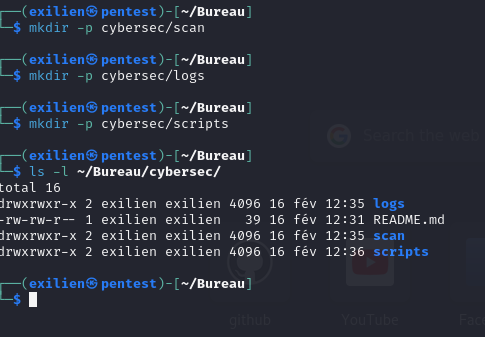 ┌──(exilien㉿pentest)-[~/Bureau]
└─$ mkdir -p cybersec/scan
┌──(exilien㉿pentest)-[~/Bureau]
└─$ mkdir -p cybersec/logs
┌──(exilien㉿pentest)-[~/Bureau]
└─$ mkdir -p cybersec/scripts
Search the web
┌──(exilien㉿pentest)-[~/Bureau]
└─$ ls -l ~/Bureau/cybersec/
total 16
drwxrwxr-x 2 exilien exilien 4096 16 fév 12:35 logs
-rw-rw-r-- 1 exilien exilien   39 16 fév 12:31 README.md
drwxrwxr-x 2 exilien exilien 4096 16 fév 12:35 scan
drwxrwxr-x 2 exilien exilien 4096 16 fév 12:36 scripts
┌──(exilien㉿pentest)-[~/Bureau]
└─$
github YouTube